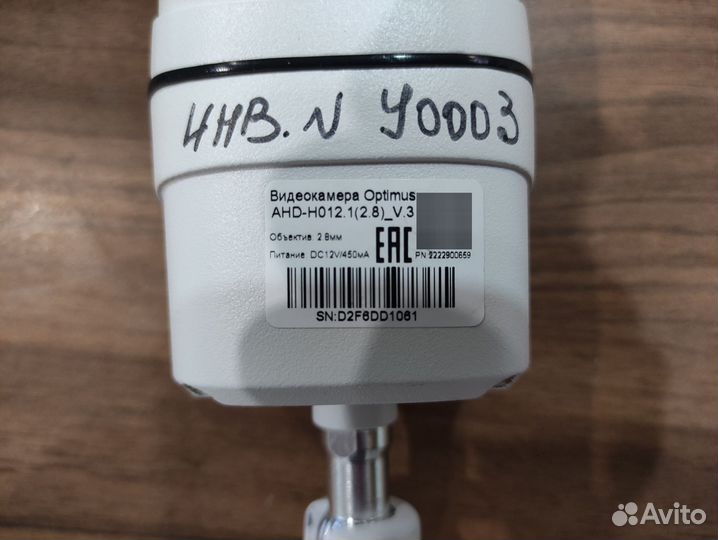 ИНВ. N У0003
Видеокамера Optimus
AHD-H012.1(2.8)_V.3
Объектив: 2.8мм
Питание: DC12V/450мА
EAC
PN:2222900659
SN:D2F6DD1061
Avito